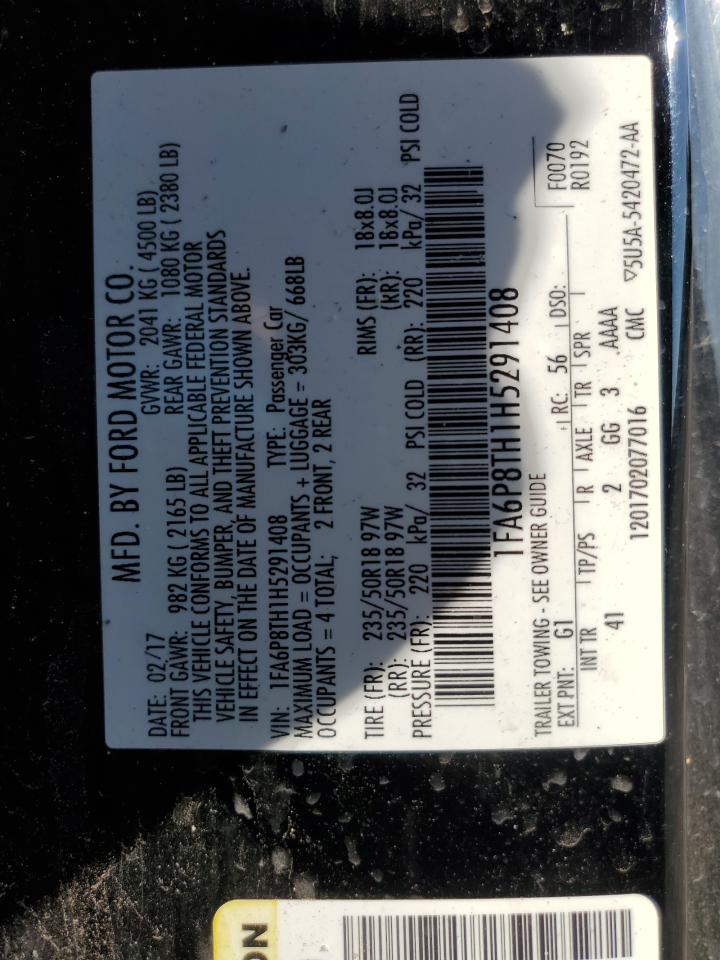 MFD. BY FORD MOTOR CO.
DATE: 02/17 GVWR: 2041 KG ( 4500 LB)
FRONT GAWR: 982 KG ( 2165 LB) REAR GAWR: 1080 KG ( 2380 LB)
THIS VEHICLE CONFORMS TO ALL APPLICABLE FEDERAL MOTOR
VEHICLE SAFETY, BUMPER, AND THEFT PREVENTION STANDARDS
IN EFFECT ON THE DATE OF MANUFACTURE SHOWN ABOVE.
VIN: 1FA6P8TH1H5291408 TYPE: Passenger Car
MAXIMUM LOAD = OCCUPANTS + LUGGAGE = 303KG/ 668LB
OCCUPANTS = 4 TOTAL; 2 FRONT, 2 REAR
TIRE (FR): 235/50R18 97W RIMS (FR): 18x8.0J
(RR): 235/50R18 97W (RR): 18x8.0J
PRESSURE (FR): 220 kPa/ 32 PSI COLD (RR): 220 kPa/ 32 PSI COLD
1FA6P8TH1H5291408
TRAILER TOWING - SEE OWNER GUIDE F0070
EXT PNT: G1 RC: 56 DSO: R0192
INT TR TP/PS R AXLE TR SPR
41 2 GG 3 AAAA
1201702077016 CMC ▽5U5A-5420472-AA
ON